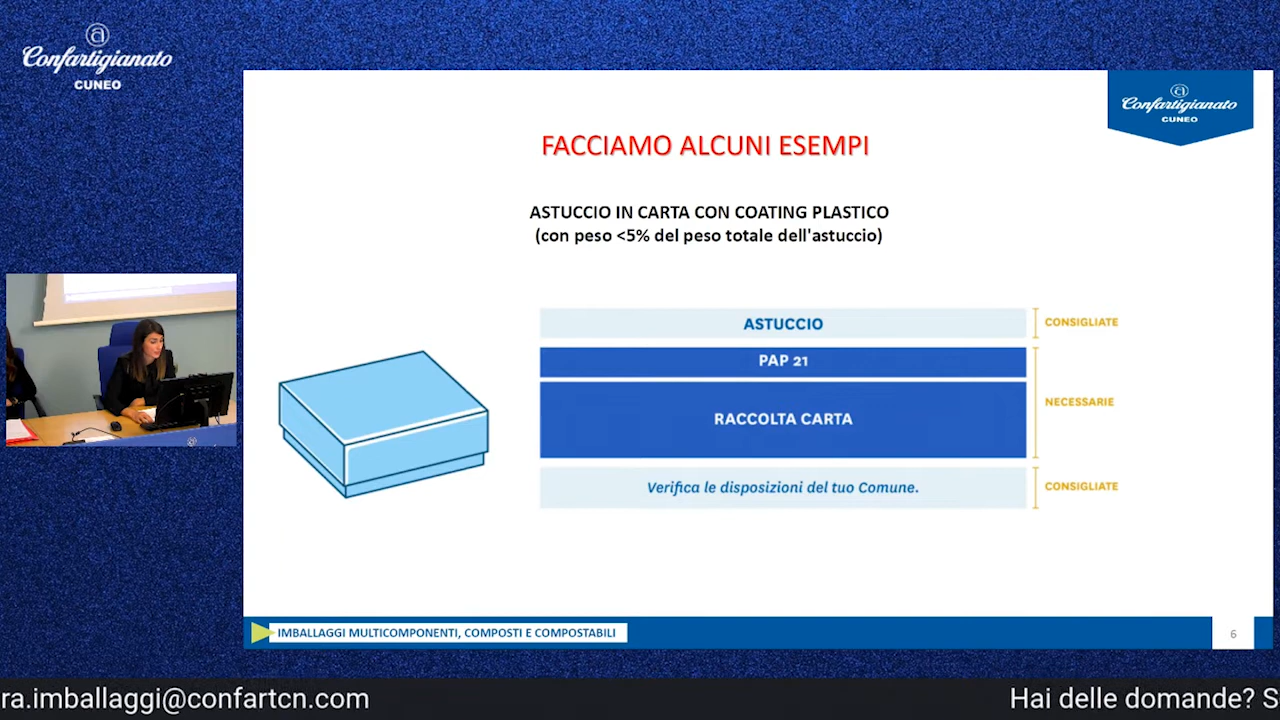 Confartigianato
CUNEO
Confartigianato
CUNEO
FACCIAMO ALCUNI ESEMPI
ASTUCCIO IN CARTA CON COATING PLASTICO
(con peso <5% del peso totale dell'astuccio)
ASTUCCIO
CONSIGLIATE
PAP 21
RACCOLTA CARTA
NECESSARIE
Verifica le disposizioni del tuo Comune.
CONSIGLIATE
IMBALLAGGI MULTICOMPONENTI, COMPOSTI E COMPOSTABILI
6
ra.imballaggi@confartcn.com
Hai delle domande? S